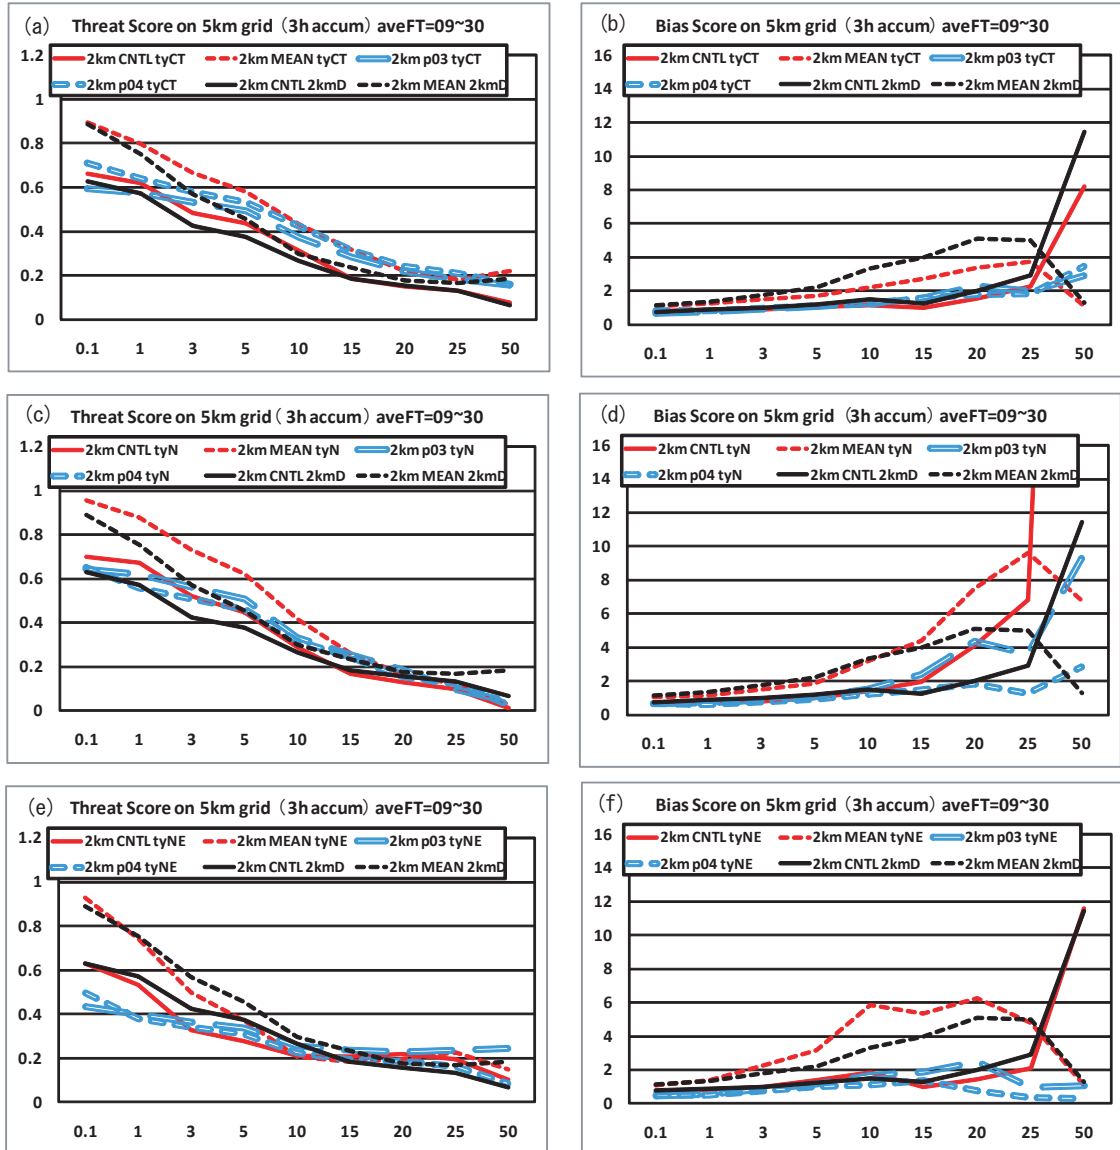 (a) Threat Score on 5km grid (3h accum) aveFT=09~30
1.2
2km CNTL tyCT 2km MEAN tyCT 2km p03 tyCT
2km p04 tyCT 2km CNTL 2kmD 2km MEAN 2kmD
1
0.8
0.6
0.4
0.2
0
0.1 1 3 5 10 15 20 25 50
(b) Bias Score on 5km grid (3h accum) aveFT=09~30
16
2km CNTL tyCT 2km MEAN tyCT 2km p03 tyCT
14
2km p04 tyCT 2km CNTL 2kmD 2km MEAN 2kmD
12
10
8
6
4
2
0
0.1 1 3 5 10 15 20 25 50
(c) Threat Score on 5km grid (3h accum) aveFT=09~30
1.2
2km CNTL tyN 2km MEAN tyN 2km p03 tyN
2km p04 tyN 2km CNTL 2kmD 2km MEAN 2kmD
1
0.8
0.6
0.4
0.2
0
0.1 1 3 5 10 15 20 25 50
(d) Bias Score on 5km grid (3h accum) aveFT=09~30
16
2km CNTL tyN 2km MEAN tyN 2km p03 tyN
14
2km p04 tyN 2km CNTL 2kmD 2km MEAN 2kmD
12
10
8
6
4
2
0
0.1 1 3 5 10 15 20 25 50
(e) Threat Score on 5km grid (3h accum) aveFT=09~30
1.2
2km CNTL tyNE 2km MEAN tyNE 2km p03 tyNE
2km p04 tyNE 2km CNTL 2kmD 2km MEAN 2kmD
1
0.8
0.6
0.4
0.2
0
0.1 1 3 5 10 15 20 25 50
(f) Bias Score on 5km grid (3h accum) aveFT=09~30
16
2km CNTL tyNE 2km MEAN tyNE 2km p03 tyNE
14
2km p04 tyNE 2km CNTL 2kmD 2km MEAN 2kmD
12
10
8
6
4
2
0
0.1 1 3 5 10 15 20 25 50